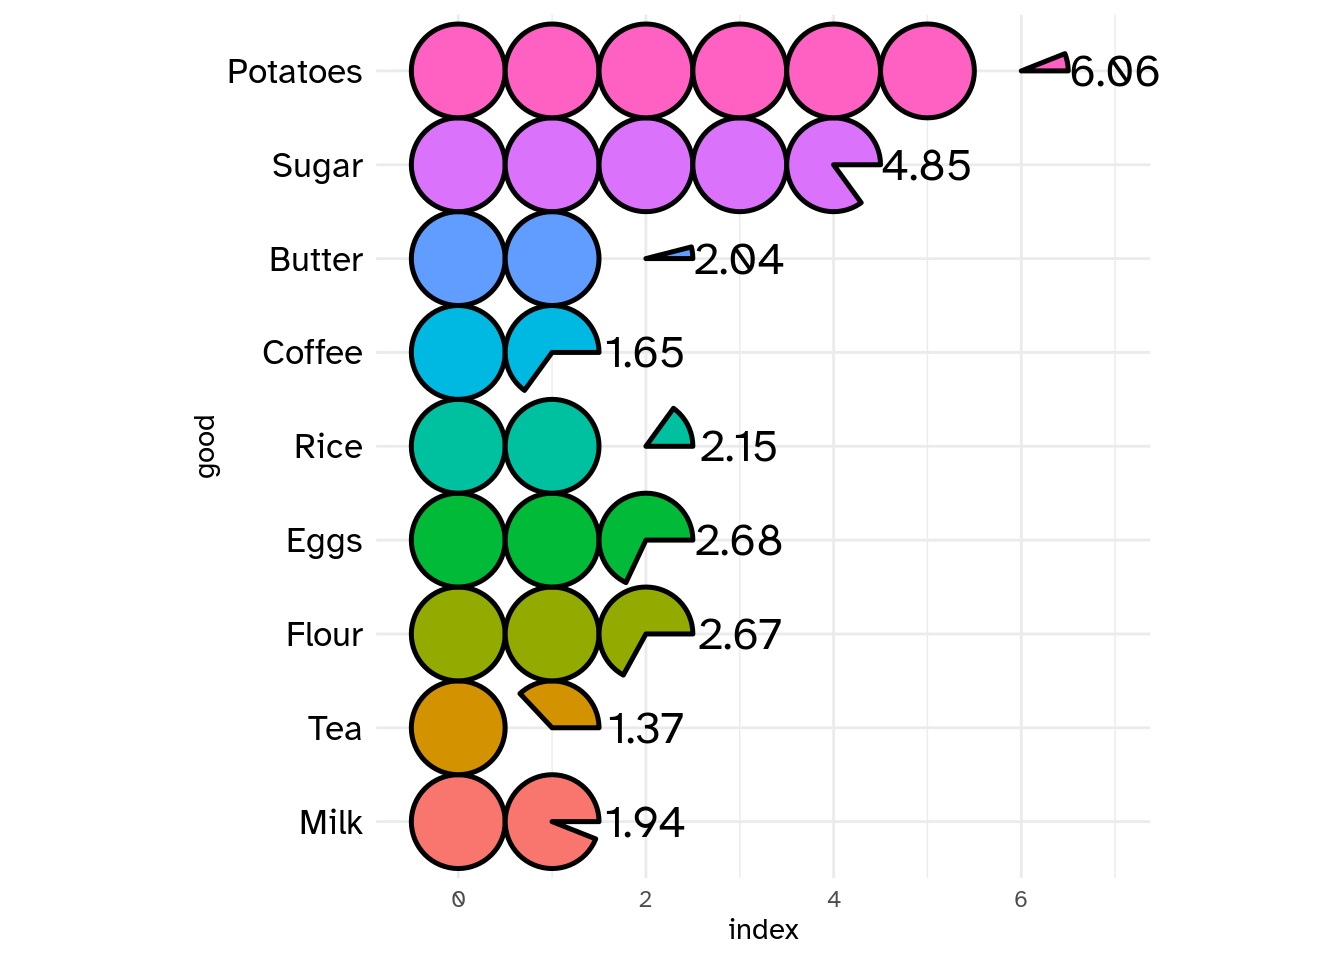 Potatoes 6.06
Sugar 4.85
Butter 2.04
Coffee 1.65
good
Rice 2.15
Eggs 2.68
Flour 2.67
Tea 1.37
Milk 1.94
0 2 4 6
index